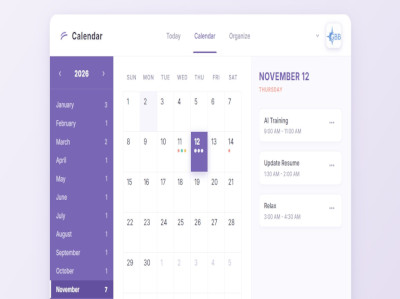 Calendar
Today
Calendar
Organize
‹ 2026 ›
January 3
February 1
March 2
April 1
May 1
June 1
July 1
August 1
September 1
October 1
November 7
SUN MON TUE WED THU FRI SAT
1 2 3 4 5 6 7
8 9 10 11 12 13 14
15 16 17 18 19 20 21
22 23 24 25 26 27 28
29 30 1 2 3 4 5
NOVEMBER 12
THURSDAY
AI Training
9:00 AM - 11:00 AM
Update Resume
1:00 AM - 2:00 AM
Relax
3:00 AM - 4:30 AM